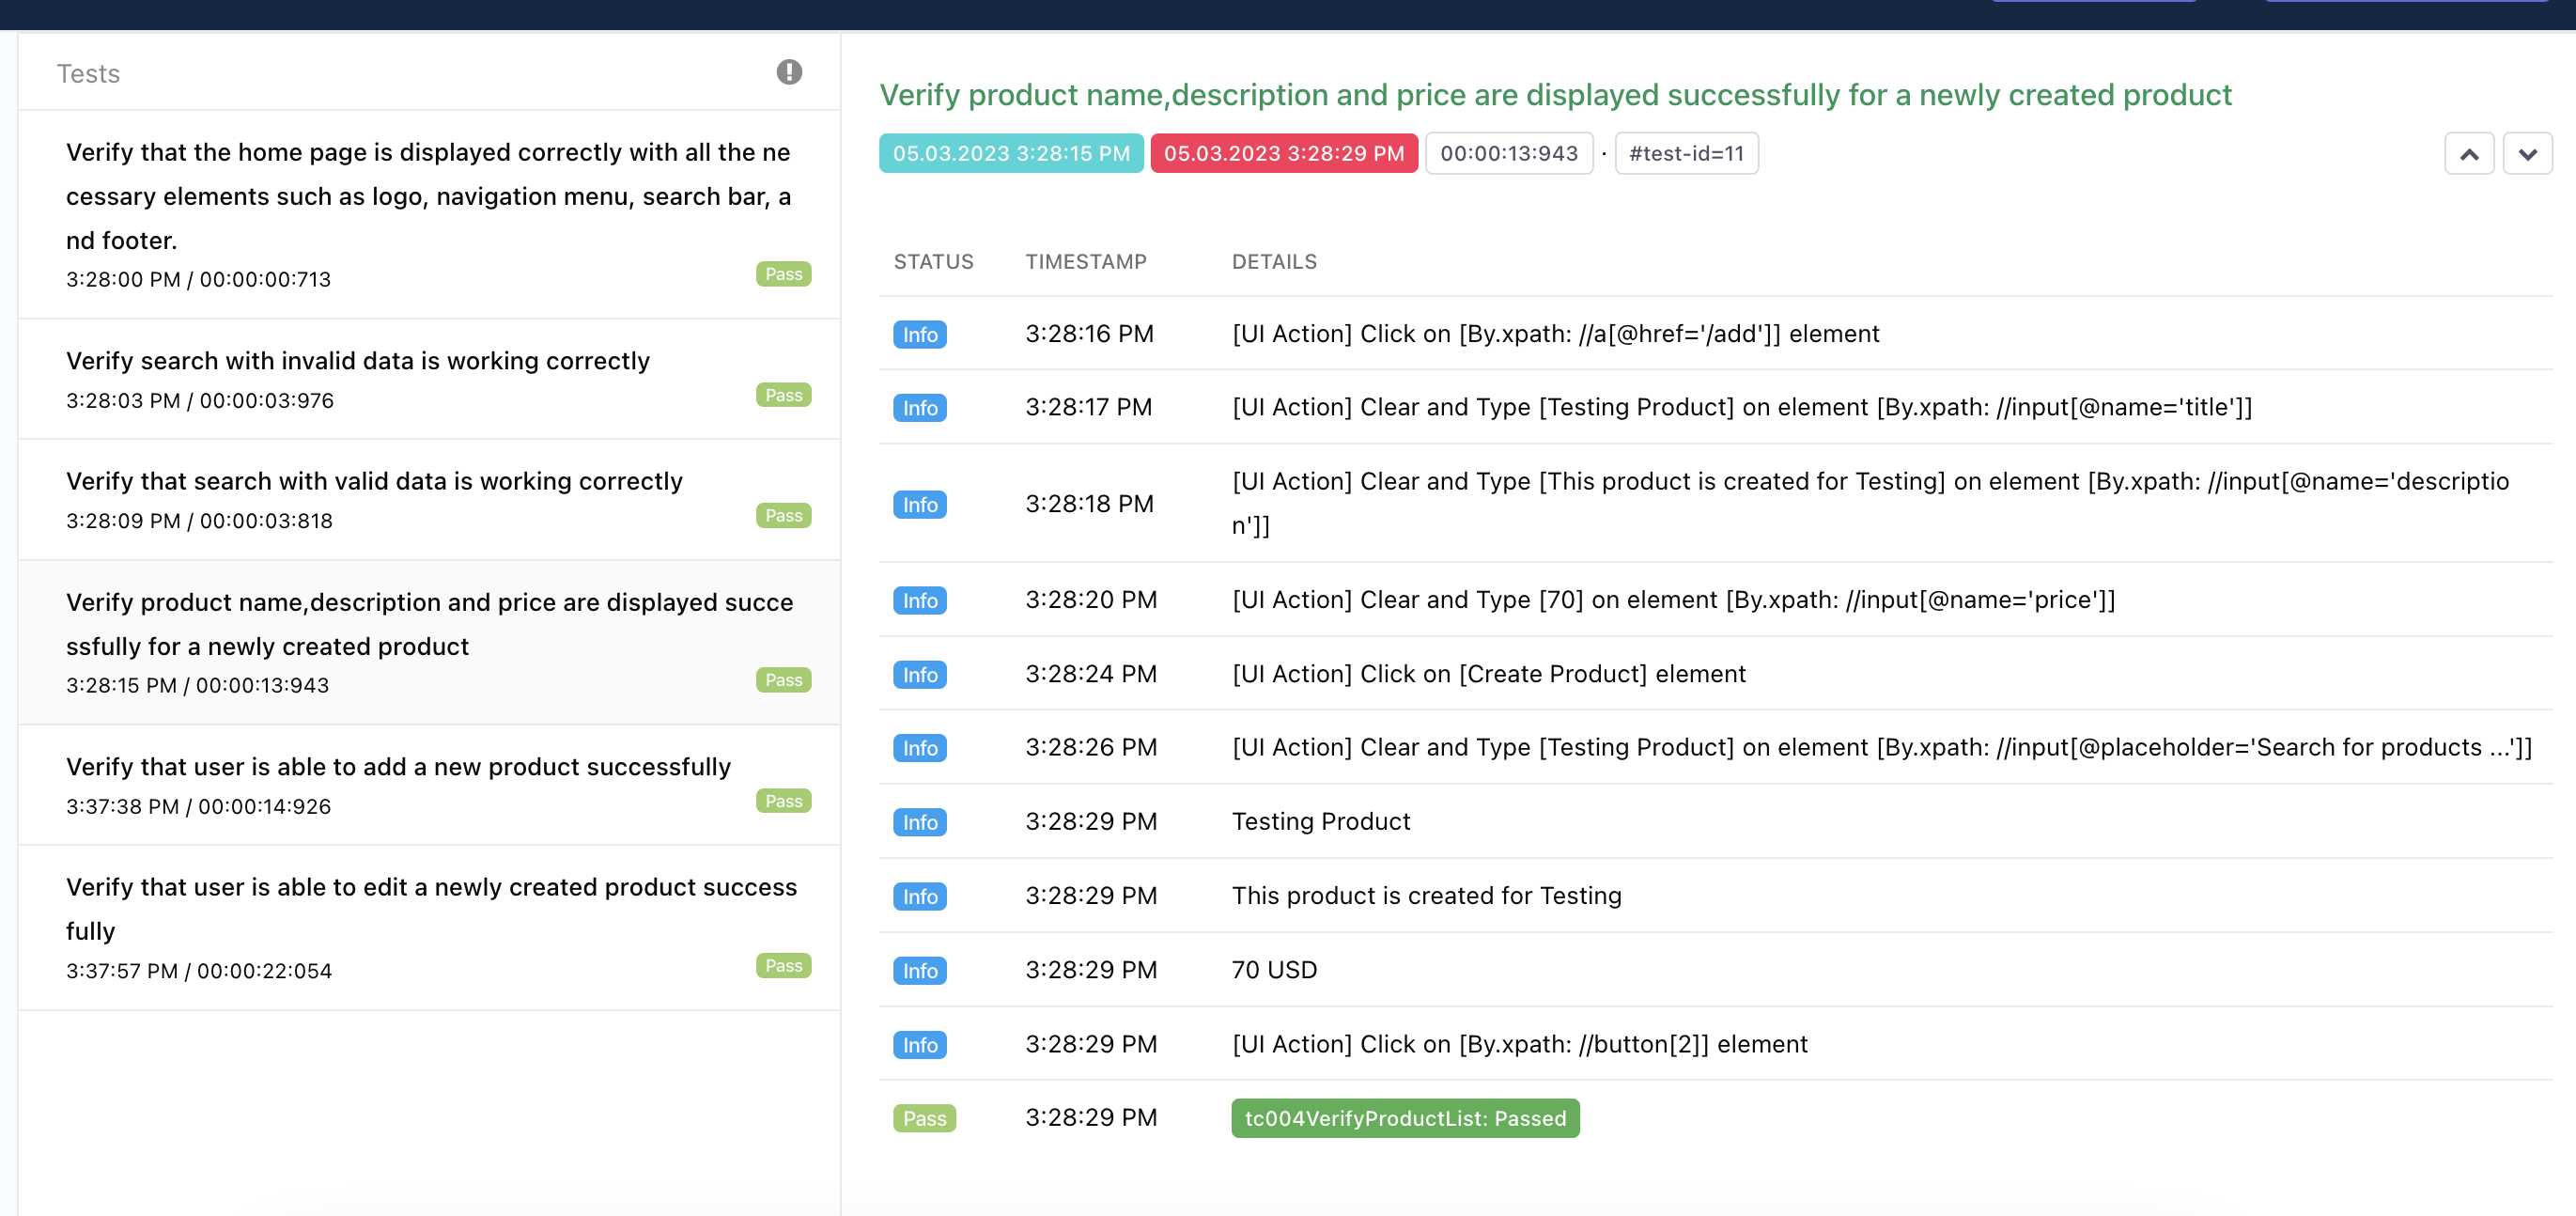 Tests
Verify that the home page is displayed correctly with all the ne
cessary elements such as logo, navigation menu, search bar, a
nd footer.
3:28:00 PM / 00:00:00:713
Pass
Verify search with invalid data is working correctly
3:28:03 PM / 00:00:03:976
Pass
Verify that search with valid data is working correctly
3:28:09 PM / 00:00:03:818
Pass
Verify product name,description and price are displayed succe
ssfully for a newly created product
3:28:15 PM / 00:00:13:943
Pass
Verify that user is able to add a new product successfully
3:37:38 PM / 00:00:14:926
Pass
Verify that user is able to edit a newly created product success
fully
3:37:57 PM / 00:00:22:054
Pass
Verify product name,description and price are displayed successfully for a newly created product
05.03.2023 3:28:15 PM 05.03.2023 3:28:29 PM 00:00:13:943 · #test-id=11
STATUS TIMESTAMP DETAILS
Info 3:28:16 PM [UI Action] Click on [By.xpath: //a[@href='/add']] element
Info 3:28:17 PM [UI Action] Clear and Type [Testing Product] on element [By.xpath: //input[@name='title']]
Info 3:28:18 PM [UI Action] Clear and Type [This product is created for Testing] on element [By.xpath: //input[@name='descriptio
n']]
Info 3:28:20 PM [UI Action] Clear and Type [70] on element [By.xpath: //input[@name='price']]
Info 3:28:24 PM [UI Action] Click on [Create Product] element
Info 3:28:26 PM [UI Action] Clear and Type [Testing Product] on element [By.xpath: //input[@placeholder='Search for products ...']]
Info 3:28:29 PM Testing Product
Info 3:28:29 PM This product is created for Testing
Info 3:28:29 PM 70 USD
Info 3:28:29 PM [UI Action] Click on [By.xpath: //button[2]] element
Pass 3:28:29 PM tc004VerifyProductList: Passed